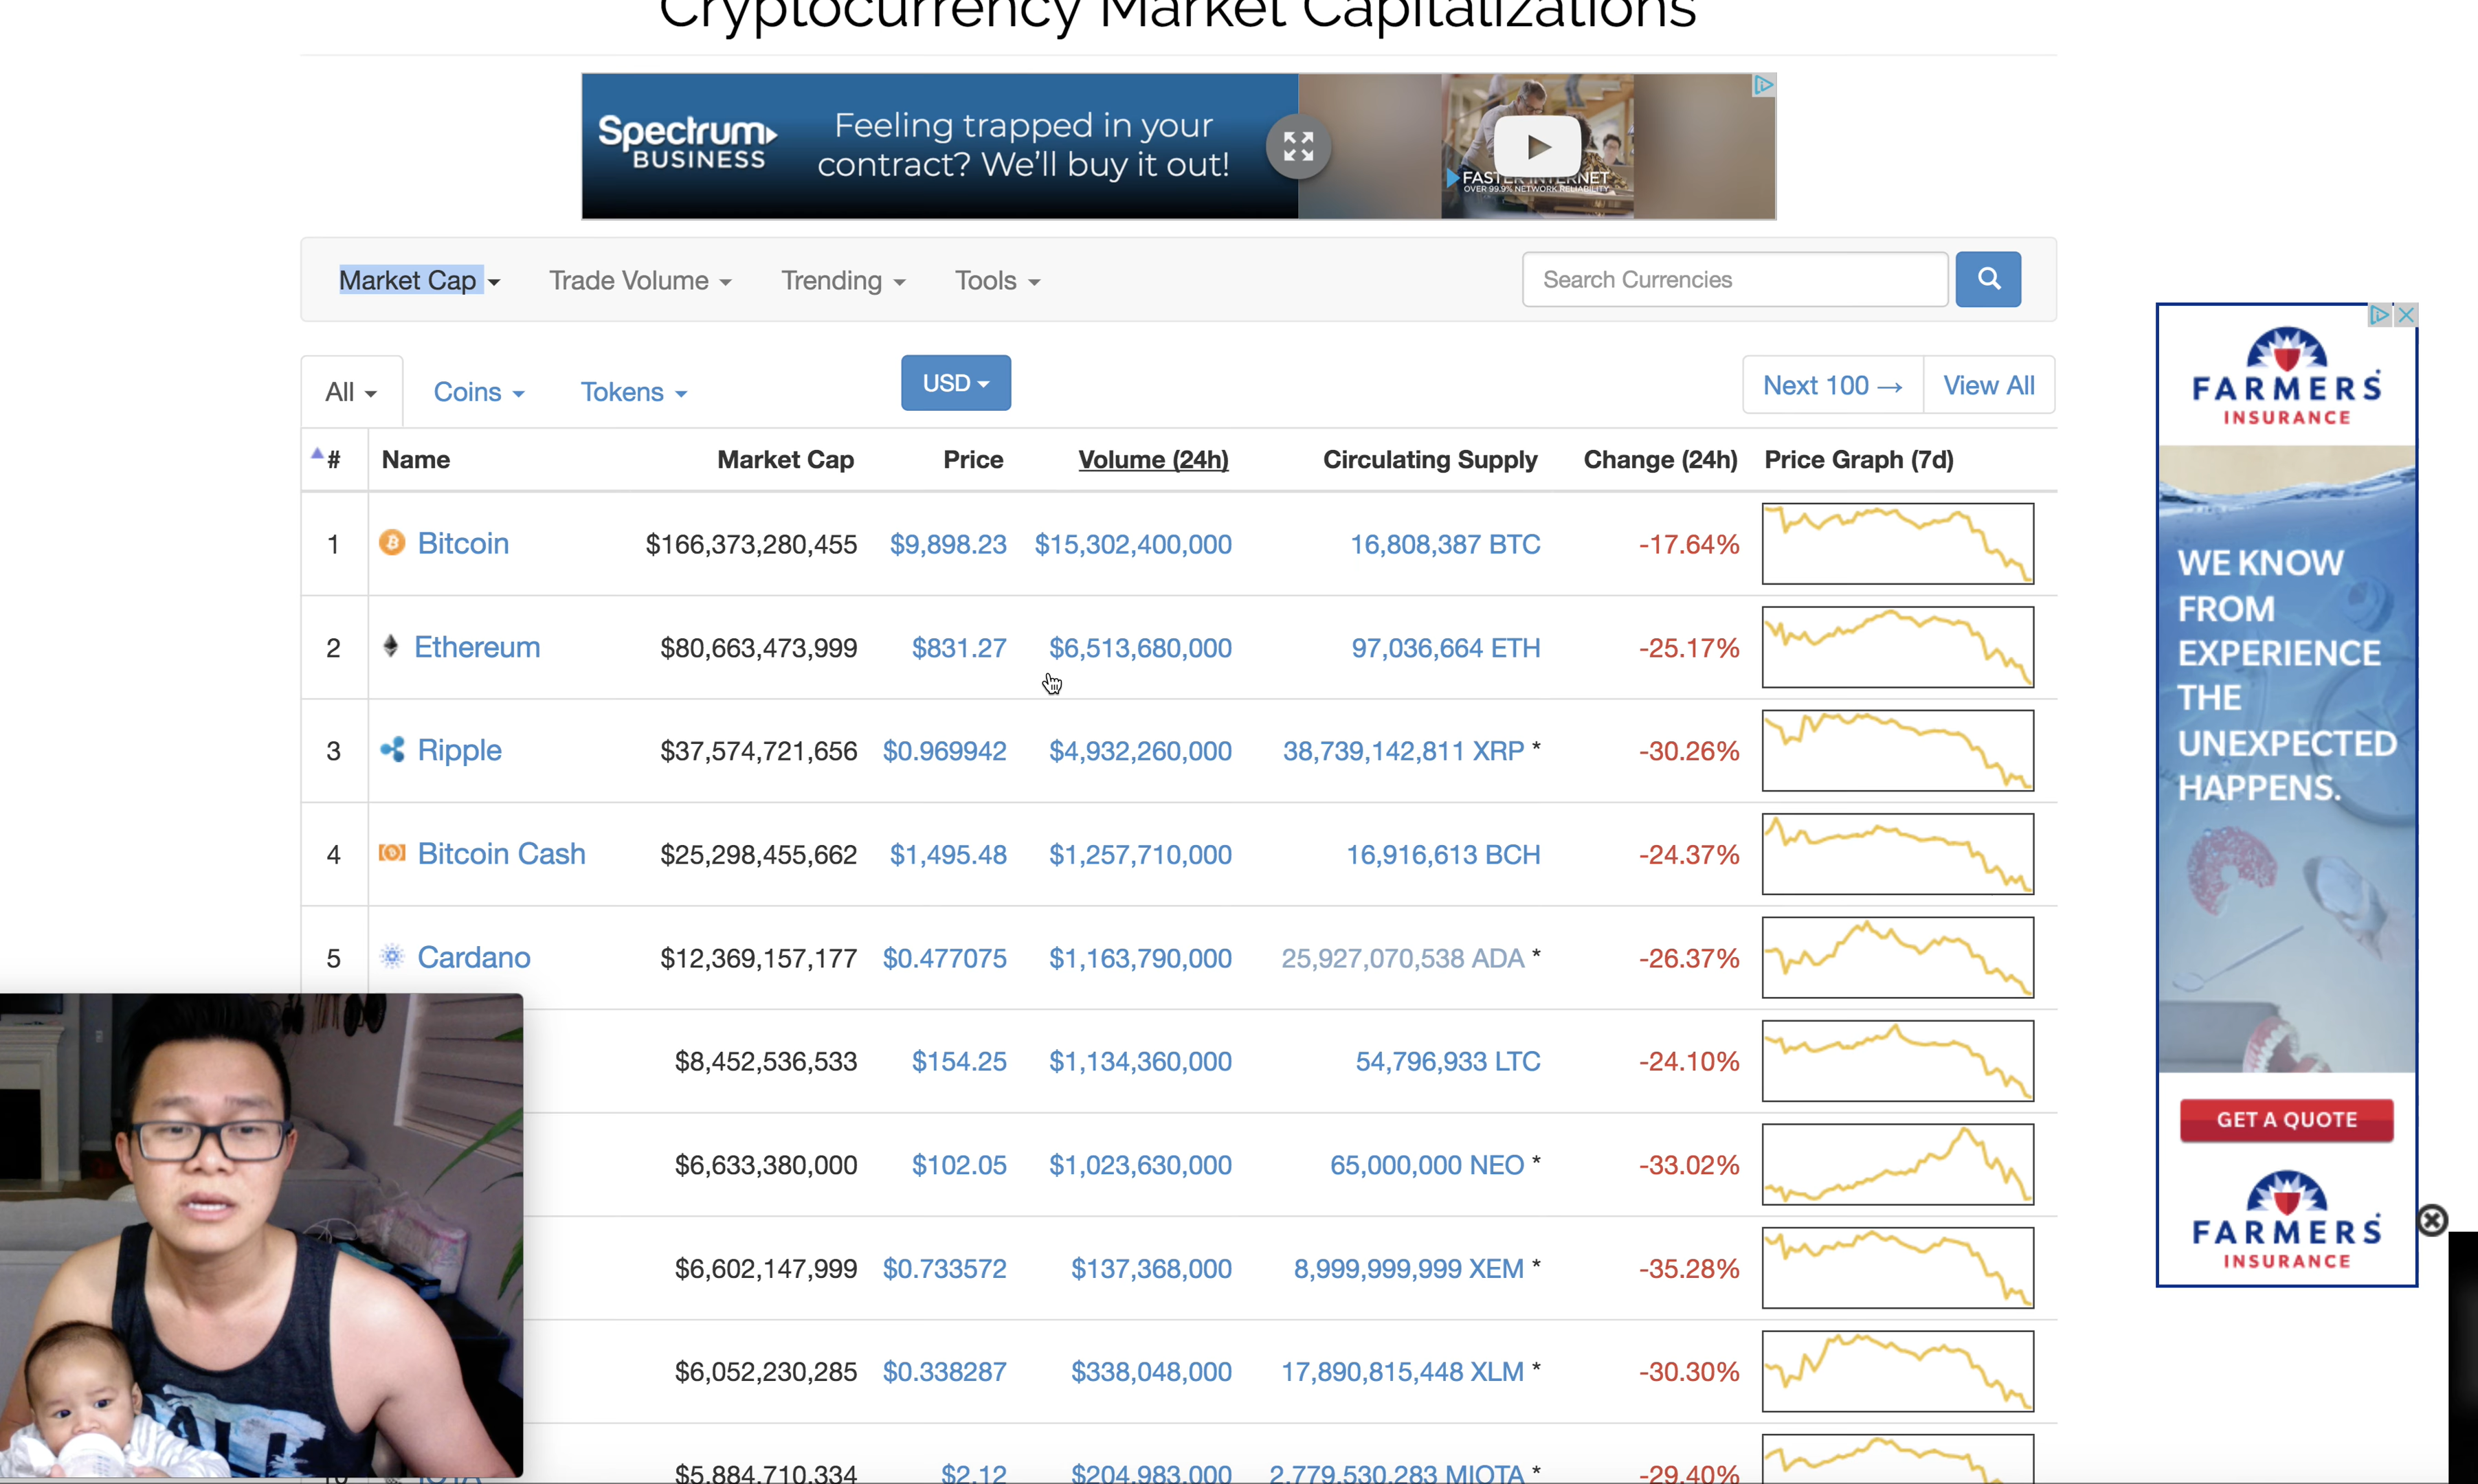 Cryptocurrency Market Capitalizations
Spectrum
BUSINESS
Feeling trapped in your
contract? We'll buy it out!
FASTER INTERNET
OVER 99.9% NETWORK RELIABILITY
Market Cap Trade Volume Trending Tools Search Currencies
All Coins Tokens USD Next 100 → View All
# Name Market Cap Price Volume (24h) Circulating Supply Change (24h) Price Graph (7d)
1 Bitcoin $166,373,280,455 $9,898.23 $15,302,400,000 16,808,387 BTC -17.64%
2 Ethereum $80,663,473,999 $831.27 $6,513,680,000 97,036,664 ETH -25.17%
3 Ripple $37,574,721,656 $0.969942 $4,932,260,000 38,739,142,811 XRP * -30.26%
4 Bitcoin Cash $25,298,455,662 $1,495.48 $1,257,710,000 16,916,613 BCH -24.37%
5 Cardano $12,369,157,177 $0.477075 $1,163,790,000 25,927,070,538 ADA * -26.37%
$8,452,536,533 $154.25 $1,134,360,000 54,796,933 LTC -24.10%
$6,633,380,000 $102.05 $1,023,630,000 65,000,000 NEO * -33.02%
$6,602,147,999 $0.733572 $137,368,000 8,999,999,999 XEM * -35.28%
$6,052,230,285 $0.338287 $338,048,000 17,890,815,448 XLM * -30.30%
10 IOTA $5,884,710,334 $2.12 $204,983,000 2,779,530,283 MIOTA * -29.40%
FARMERS
INSURANCE
WE KNOW
FROM
EXPERIENCE
THE
UNEXPECTED
HAPPENS.
GET A QUOTE
FARMERS
INSURANCE